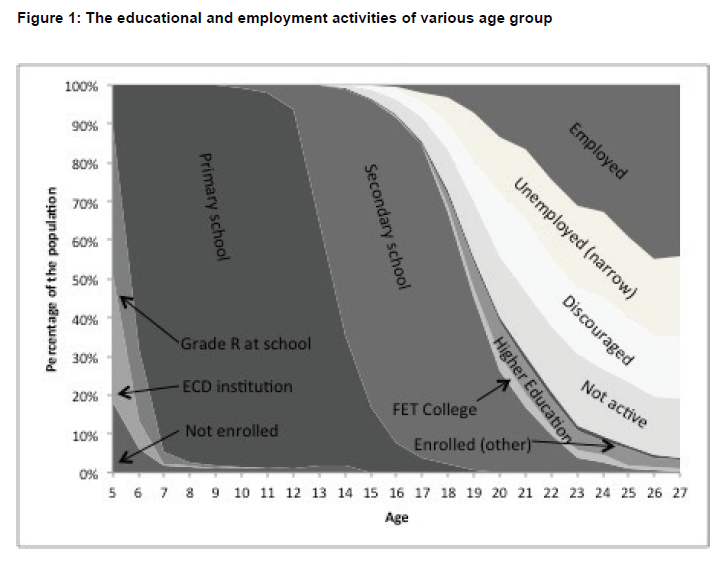 Figure 1: The educational and employment activities of various age group
100%
90%
80%
70%
60%
50%
40%
30%
20%
10%
0%
Percentage of the population
Employed
Primary school
Secondary school
Unemployed (narrow)
Discouraged
Grade R at school
Higher Education
ECD institution
Not active
FET College
Not enrolled
Enrolled (other)
5 6 7 8 9 10 11 12 13 14 15 16 17 18 19 20 21 22 23 24 25 26 27
Age